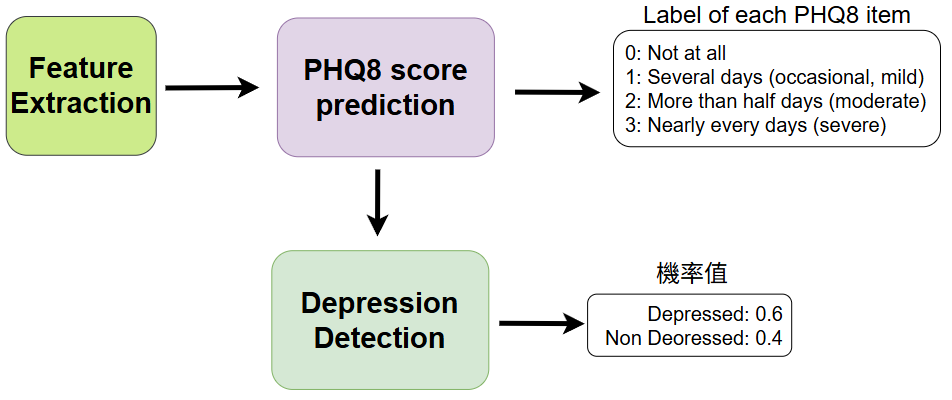 Label of each PHQ8 item
Feature
Extraction
PHQ8 score
prediction
0: Not at all
1: Several days (occasional, mild)
2: More than half days (moderate)
3: Nearly every days (severe)
Depression
Detection
機率值
Depressed: 0.6
Non Deoressed: 0.4